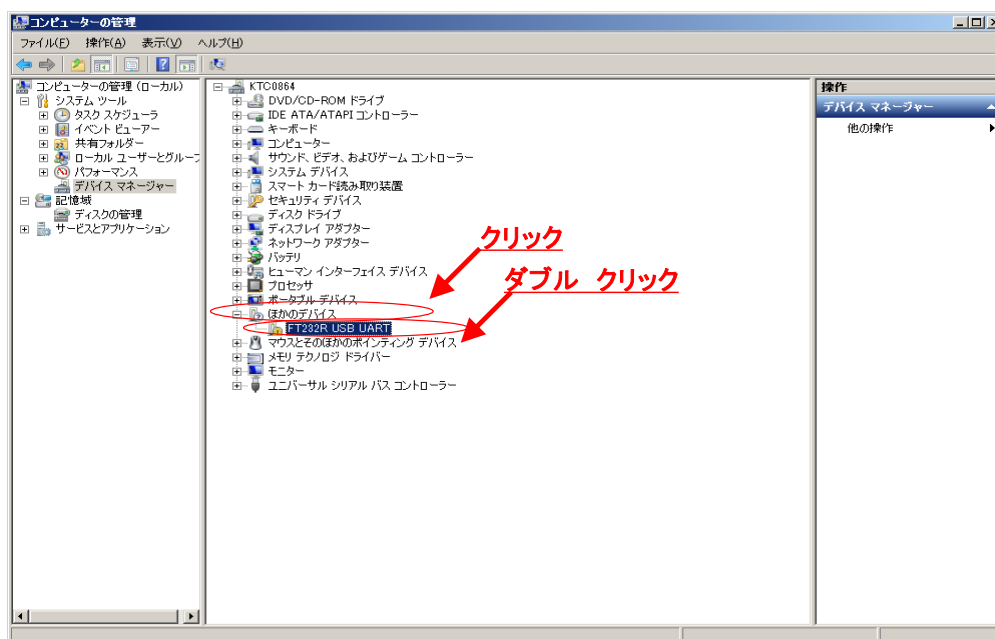 コンピューターの管理
ファイル(F) 操作(A) 表示(V) ヘルプ(H)
コンピューターの管理 (ローカル)
システム ツール
タスク スケジューラ
イベント ビューアー
共有フォルダー
ローカル ユーザーとグループ
パフォーマンス
デバイス マネージャー
記憶域
ディスクの管理
サービスとアプリケーション
KTC0864
DVD/CD-ROM ドライブ
IDE ATA/ATAPI コントローラー
キーボード
コンピューター
サウンド、ビデオ、およびゲーム コントローラー
システム デバイス
スマート カード読み取り装置
セキュリティ デバイス
ディスク ドライブ
ディスプレイ アダプター
ネットワーク アダプター
バッテリ
ヒューマン インターフェイス デバイス
プロセッサ
ポータブル デバイス
ほかのデバイス
FT232R USB UART
マウスとそのほかのポインティング デバイス
メモリ テクノロジ ドライバー
モニター
ユニバーサル シリアル バス コントローラー
クリック
ダブル クリック
操作
デバイス マネージャー
他の操作